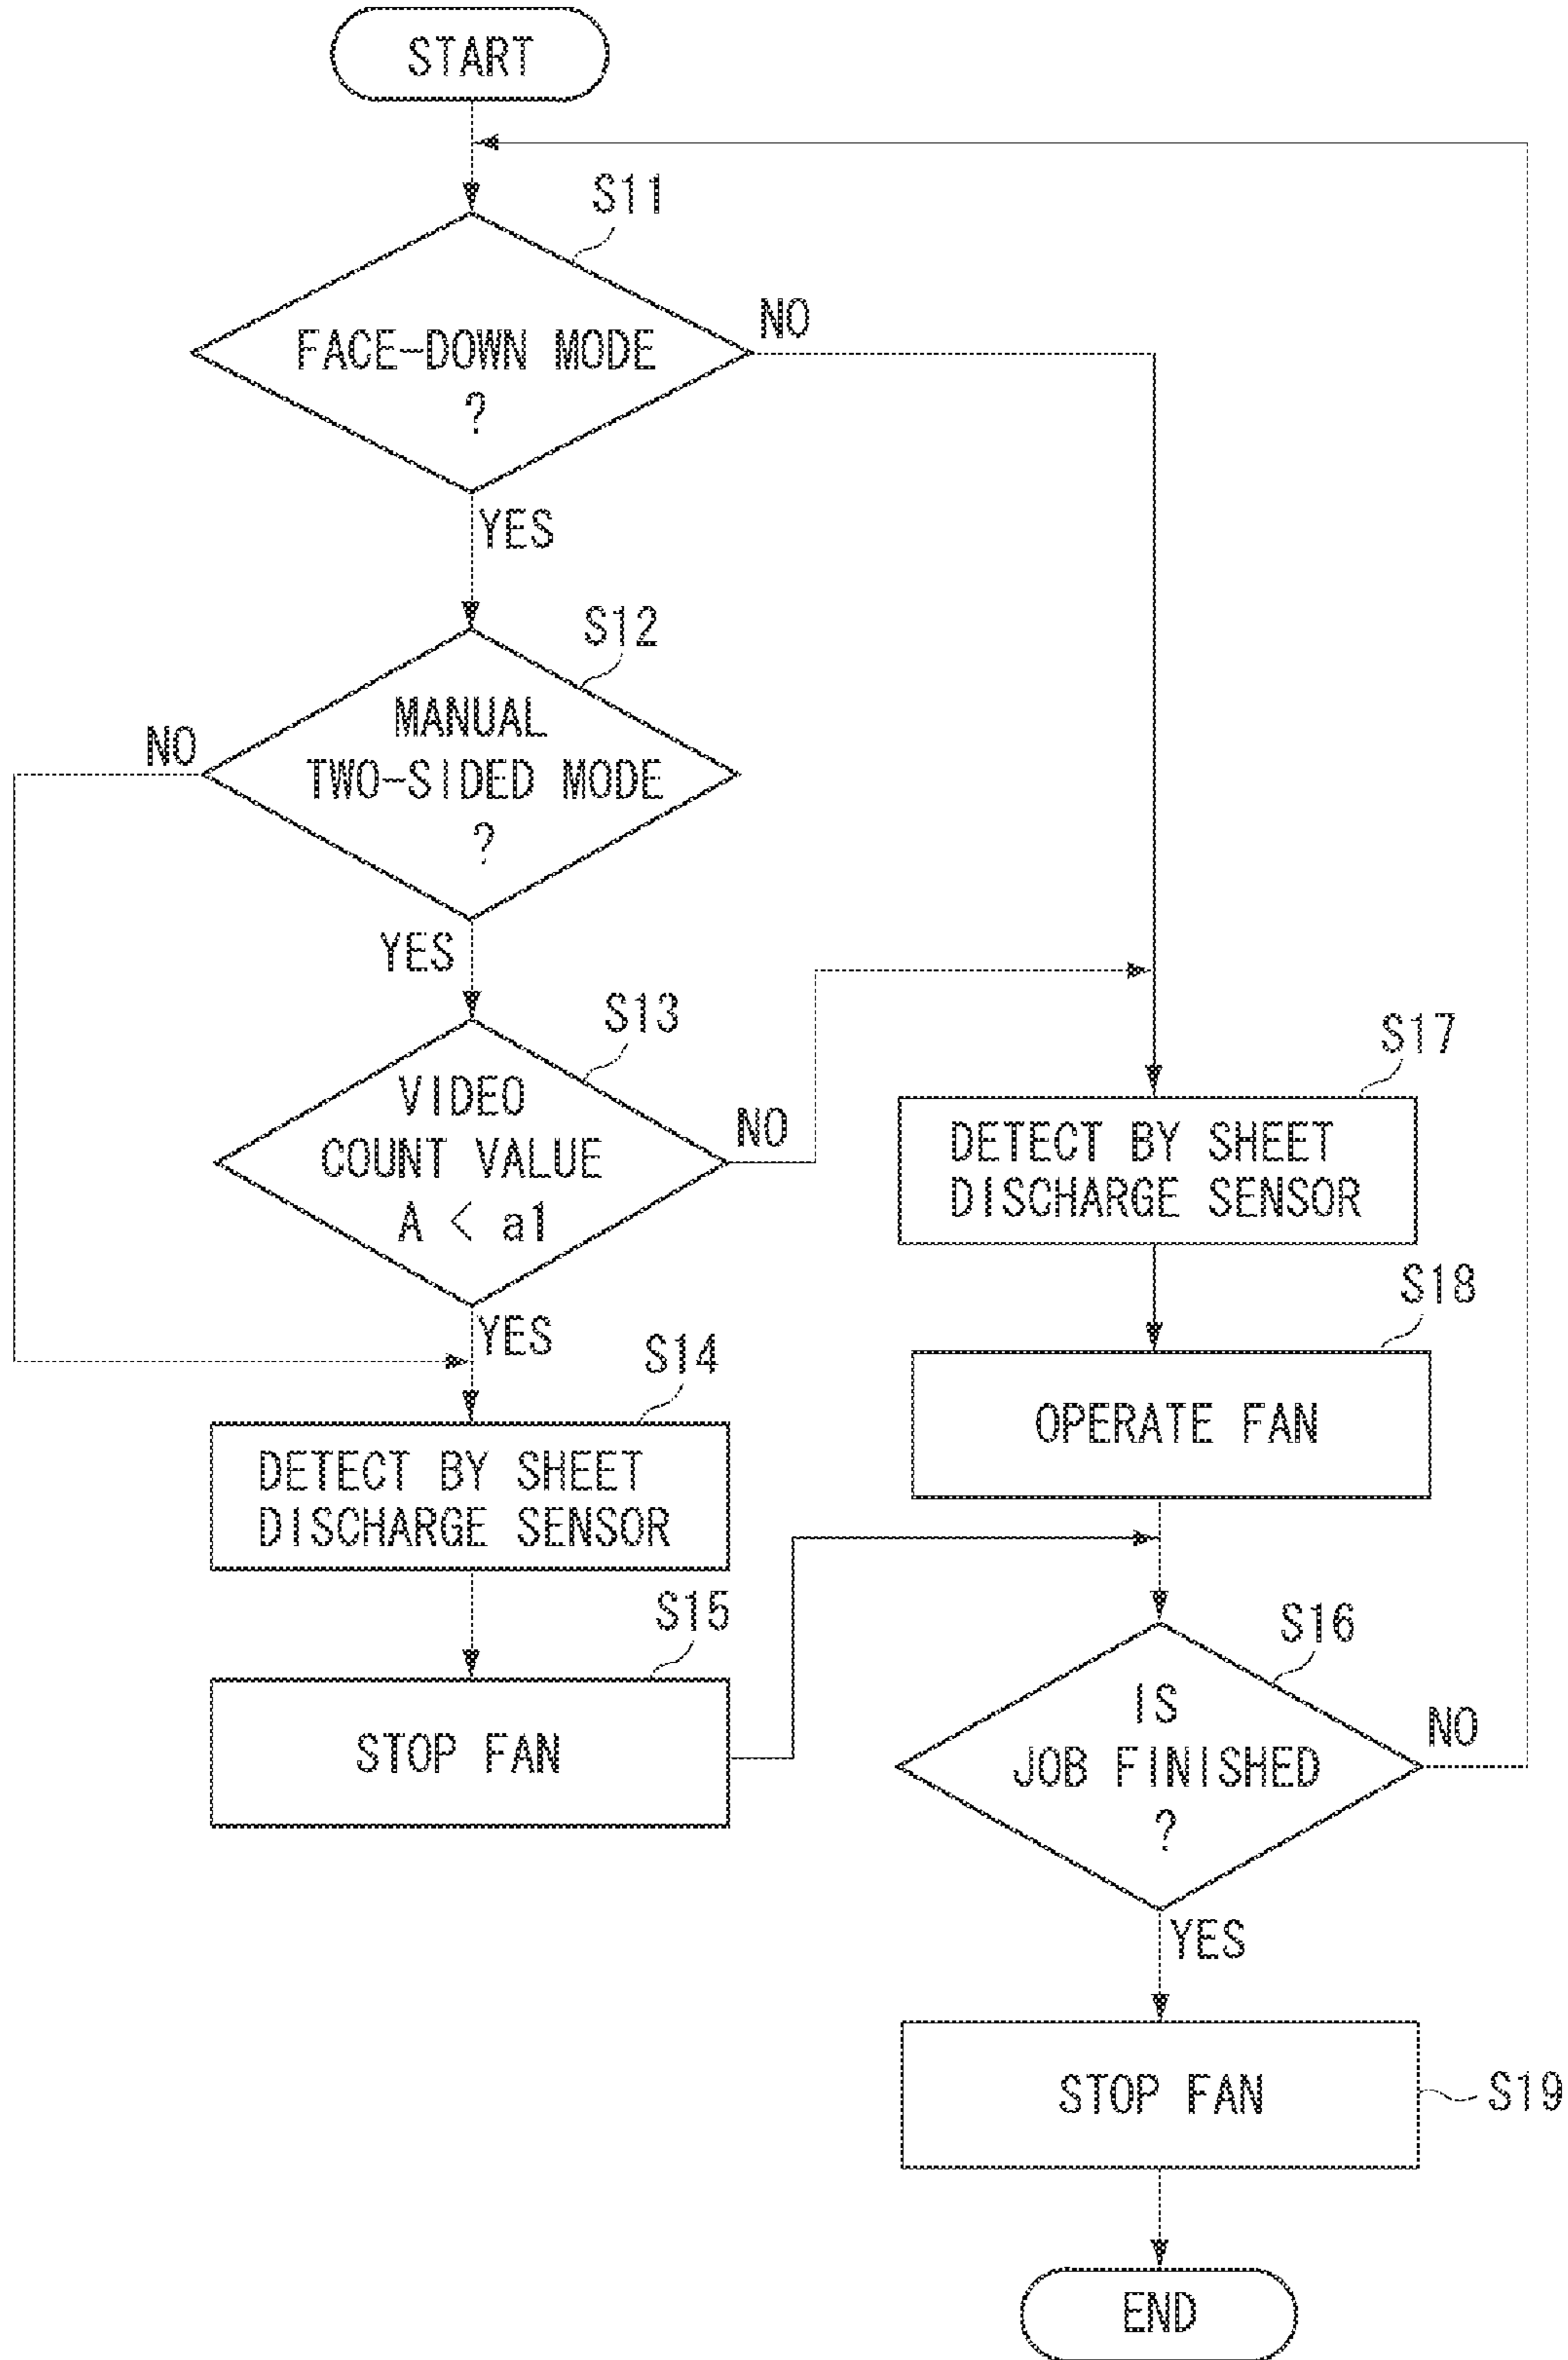 START
S11
FACE-DOWN MODE
?
NO
YES
S12
MANUAL
TWO-SIDED MODE
?
NO
YES
S13
VIDEO
COUNT VALUE
A < a1
NO
YES
S14
DETECT BY SHEET
DISCHARGE SENSOR
S15
STOP FAN
S17
DETECT BY SHEET
DISCHARGE SENSOR
S18
OPERATE FAN
S16
IS
JOB FINISHED
?
NO
YES
STOP FAN
S19
END